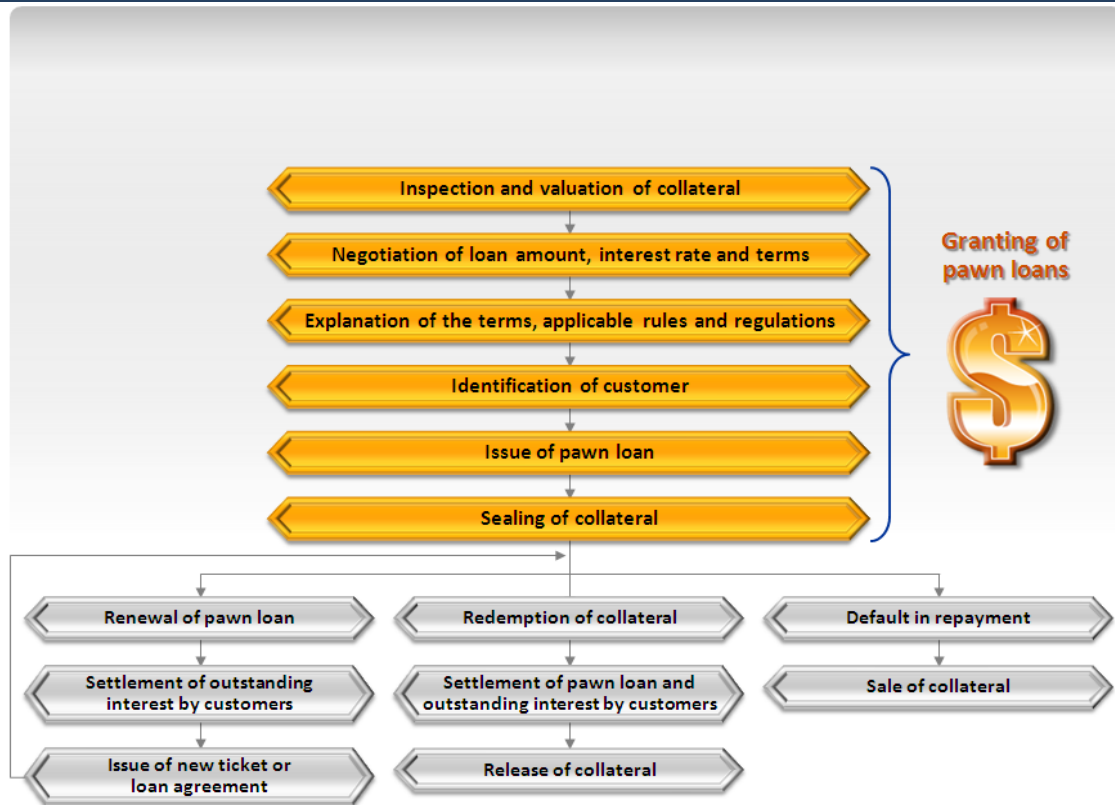 Inspection and valuation of collateral
Negotiation of loan amount, interest rate and terms
Explanation of the terms, applicable rules and regulations
Identification of customer
Issue of pawn loan
Sealing of collateral
Granting of
pawn loans
Renewal of pawn loan
Settlement of outstanding
interest by customers
Issue of new ticket or
loan agreement
Redemption of collateral
Settlement of pawn loan and
outstanding interest by customers
Release of collateral
Default in repayment
Sale of collateral